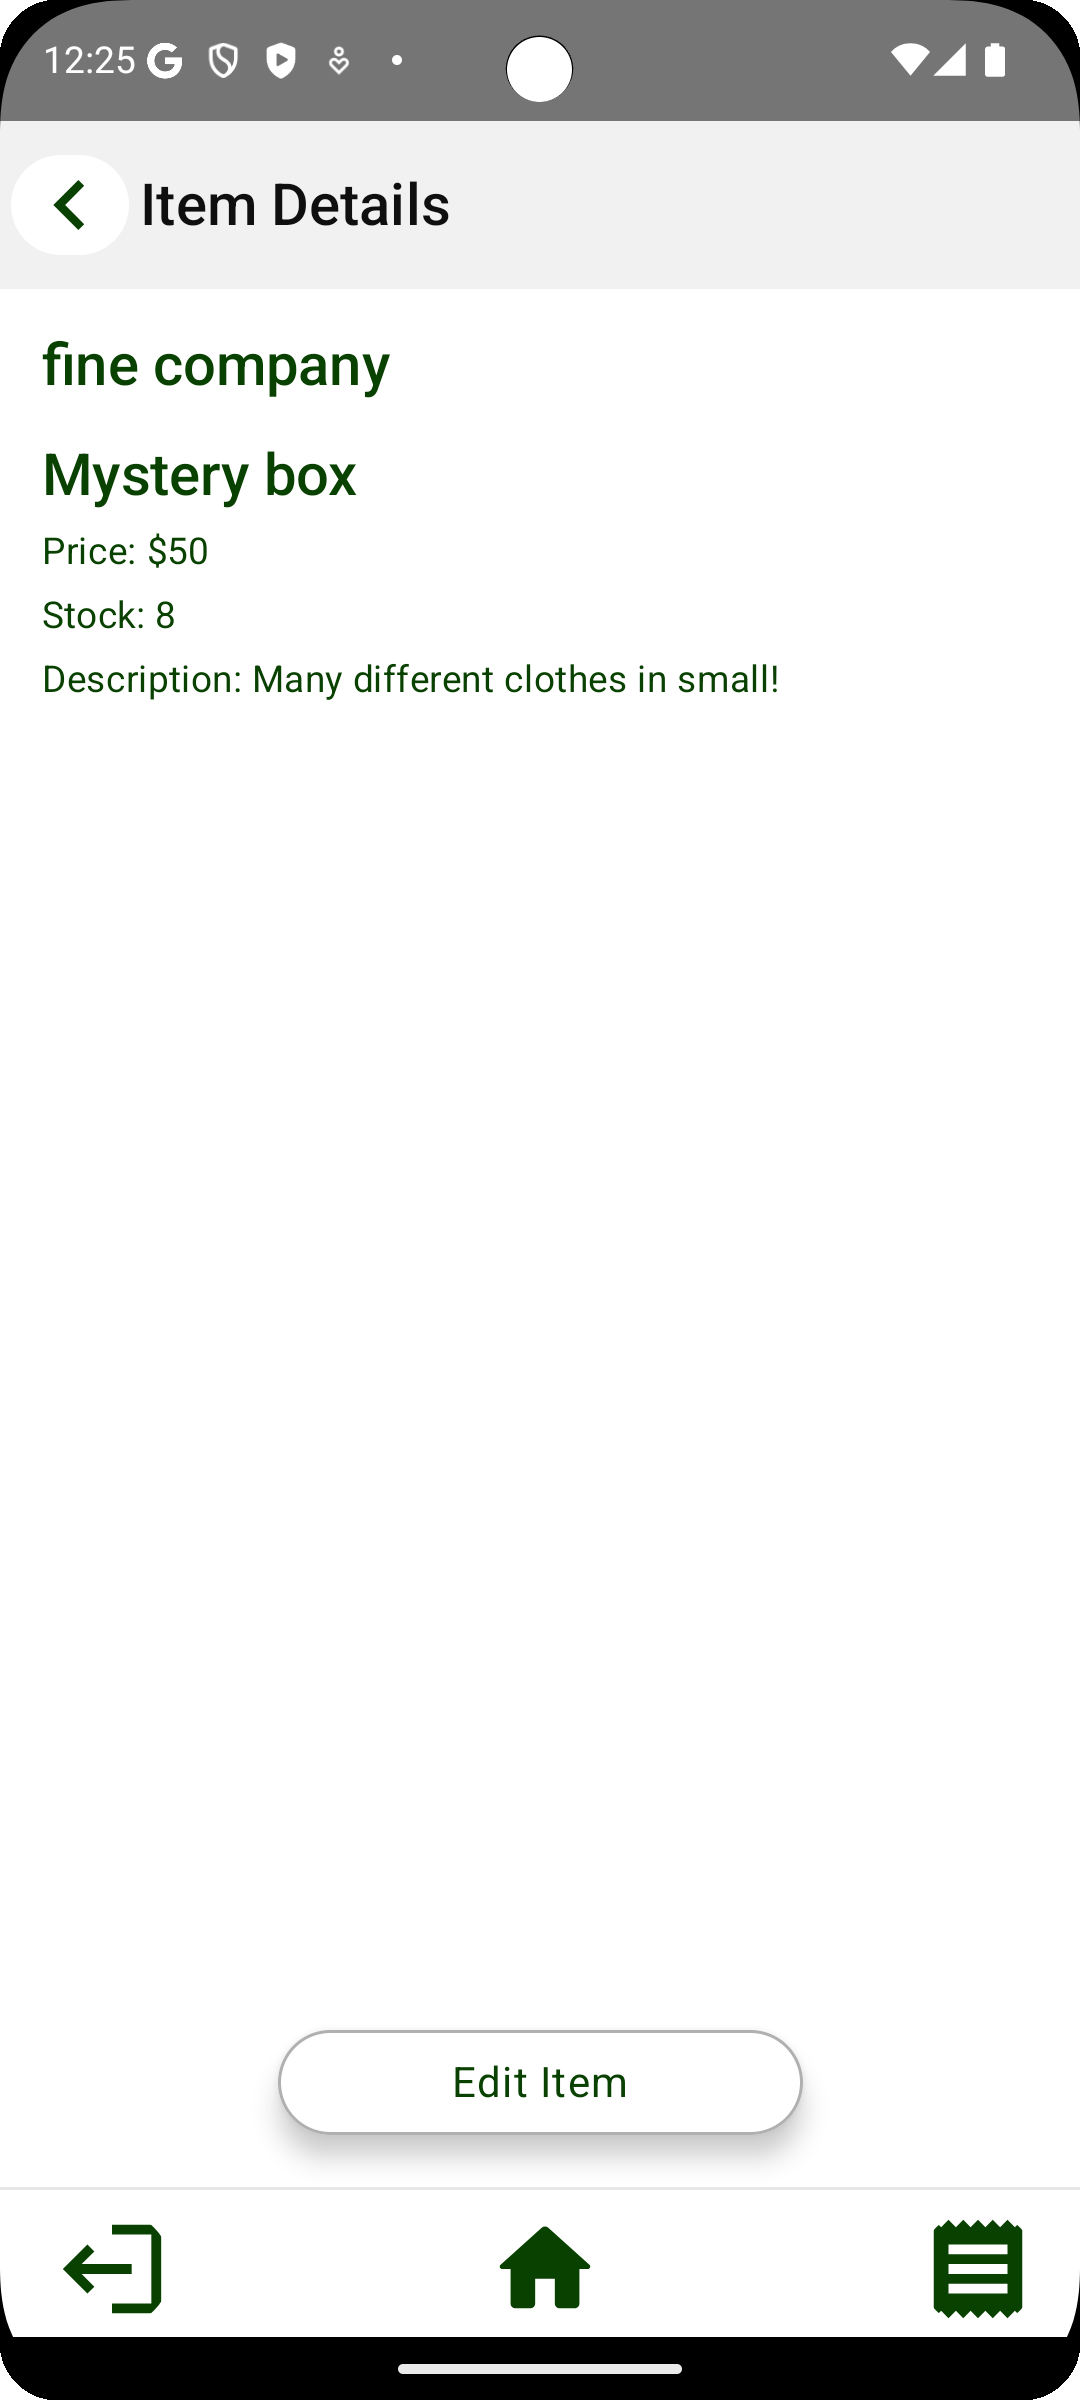 12:25
Item Details
fine company
Mystery box
Price: $50
Stock: 8
Description: Many different clothes in small!
Edit Item